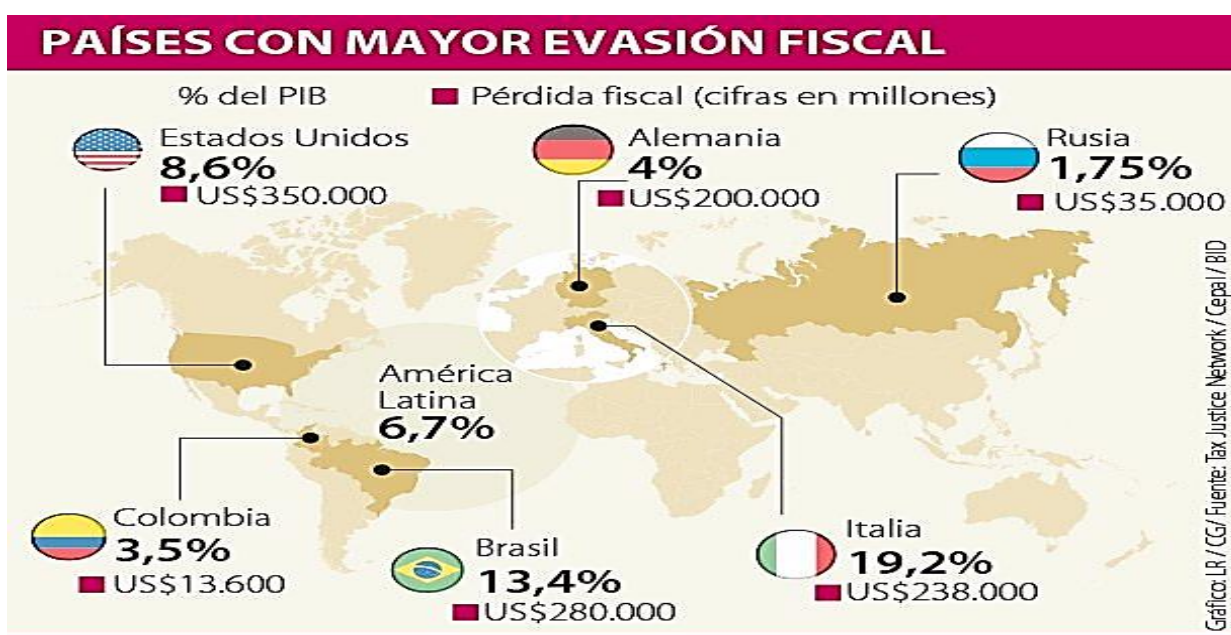 PAÍSES CON MAYOR EVASIÓN FISCAL
% del PIB
Pérdida fiscal (cifras en millones)
Estados Unidos
8,6%
US$350.000
Alemania
4%
US$200.000
Rusia
1,75%
US$35.000
América
Latina
6,7%
Colombia
3,5%
US$13.600
Brasil
13,4%
US$280.000
Italia
19,2%
US$238.000
Gráfico: LR / CCG/ Fuente: Tax Justice Network / Cepal / BID